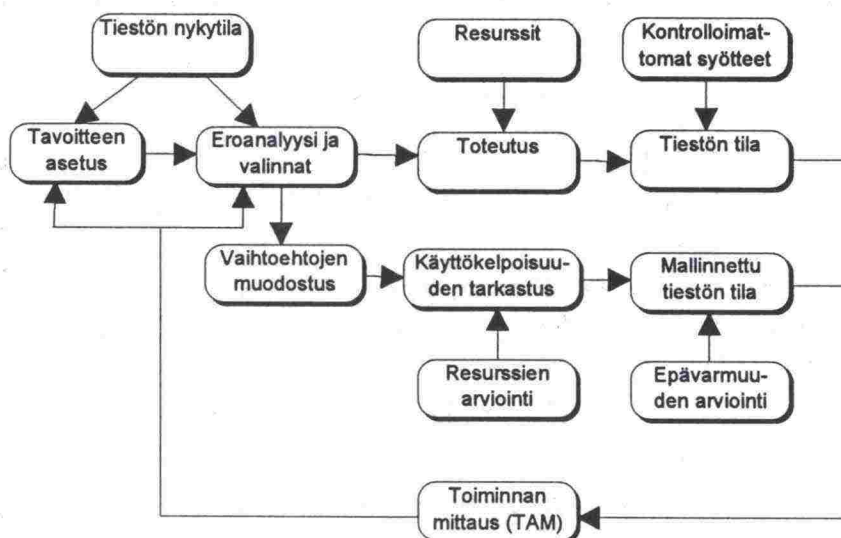 Tiestön nykytila
Resurssit
Kontrolloimat-
tomat syötteet
Tavoitteen
asetus
Eroanalyysi ja
valinnat
Toteutus
Tiestön tila
Vaihtoehtojen
muodostus
Käyttökelpoisuu-
den tarkastus
Mallinnettu
tiestön tila
Resurssien
arviointi
Epävarmuu-
den arviointi
Toiminnan
mittaus (TAM)